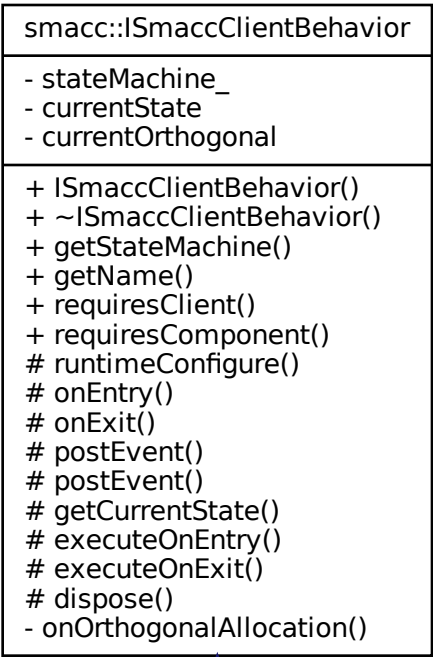 smacc::ISmaccClientBehavior
- stateMachine_
- currentState
- currentOrthogonal
+ ISmaccClientBehavior()
+ ~ISmaccClientBehavior()
+ getStateMachine()
+ getName()
+ requiresClient()
+ requiresComponent()
# runtimeConfigure()
# onEntry()
# onExit()
# postEvent()
# postEvent()
# getCurrentState()
# executeOnEntry()
# executeOnExit()
# dispose()
- onOrthogonalAllocation()